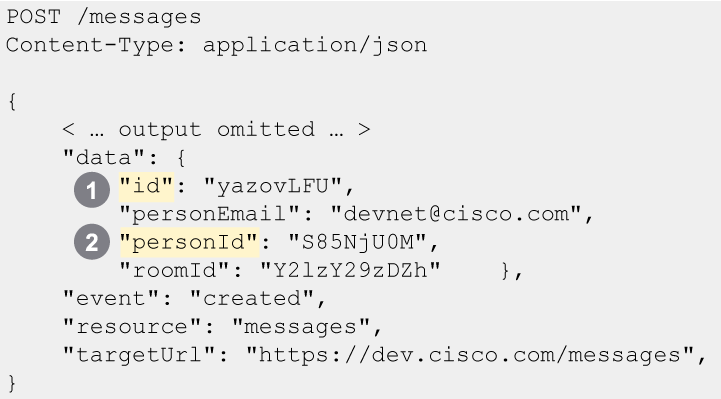 POST /messages
Content-Type: application/json
{
< … output omitted … >
"data": {
1 "id": "yazovLFU",
"personEmail": "devnet@cisco.com",
2 "personId": "S85NjU0M",
"roomId": "Y2lzY29zDZh" },
"event": "created",
"resource": "messages",
"targetUrl": "https://dev.cisco.com/messages",
}